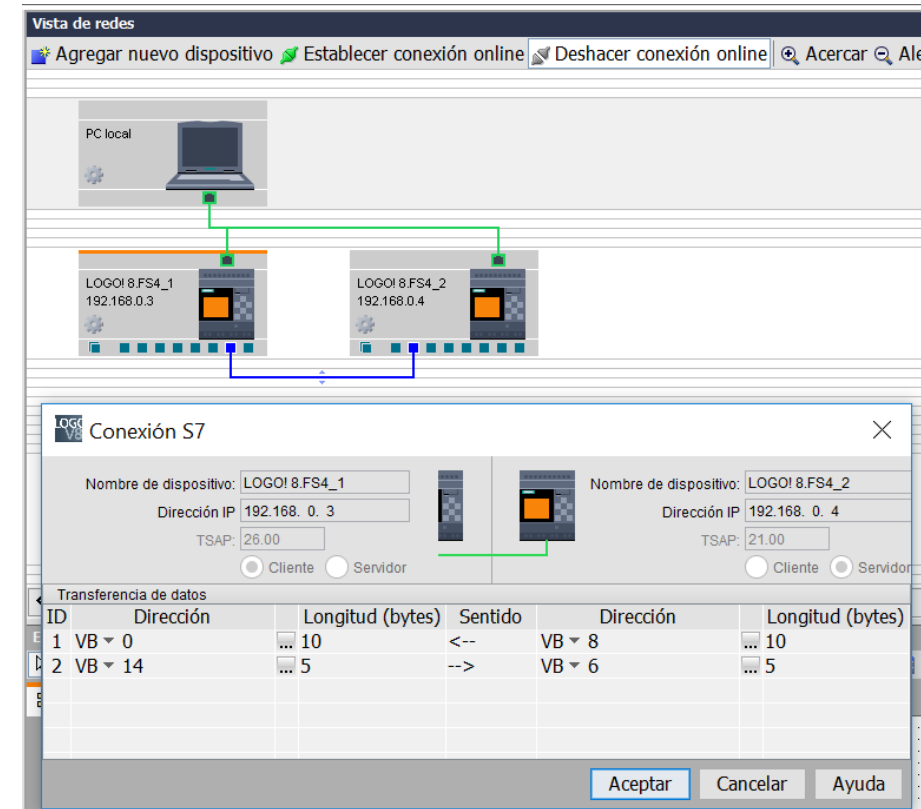 Vista de redes
Agregar nuevo dispositivo Establecer conexión online Deshacer conexión online Acercar Ale
PC local
LOGO! 8.FS4_1
192.168.0.3
LOGO! 8.FS4_2
192.168.0.4
LOGO V8 Conexión S7
Nombre de dispositivo: LOGO! 8.FS4_1
Dirección IP 192.168. 0. 3
TSAP: 26.00
Cliente Servidor
Nombre de dispositivo: LOGO! 8.FS4_2
Dirección IP 192.168. 0. 4
TSAP: 21.00
Cliente Servidor
Transferencia de datos
ID Dirección Longitud (bytes) Sentido Dirección Longitud (bytes)
1 VB 0 ... 10 <-- VB 8 ... 10
2 VB 14 ... 5 --> VB 6 ... 5
Aceptar Cancelar Ayuda